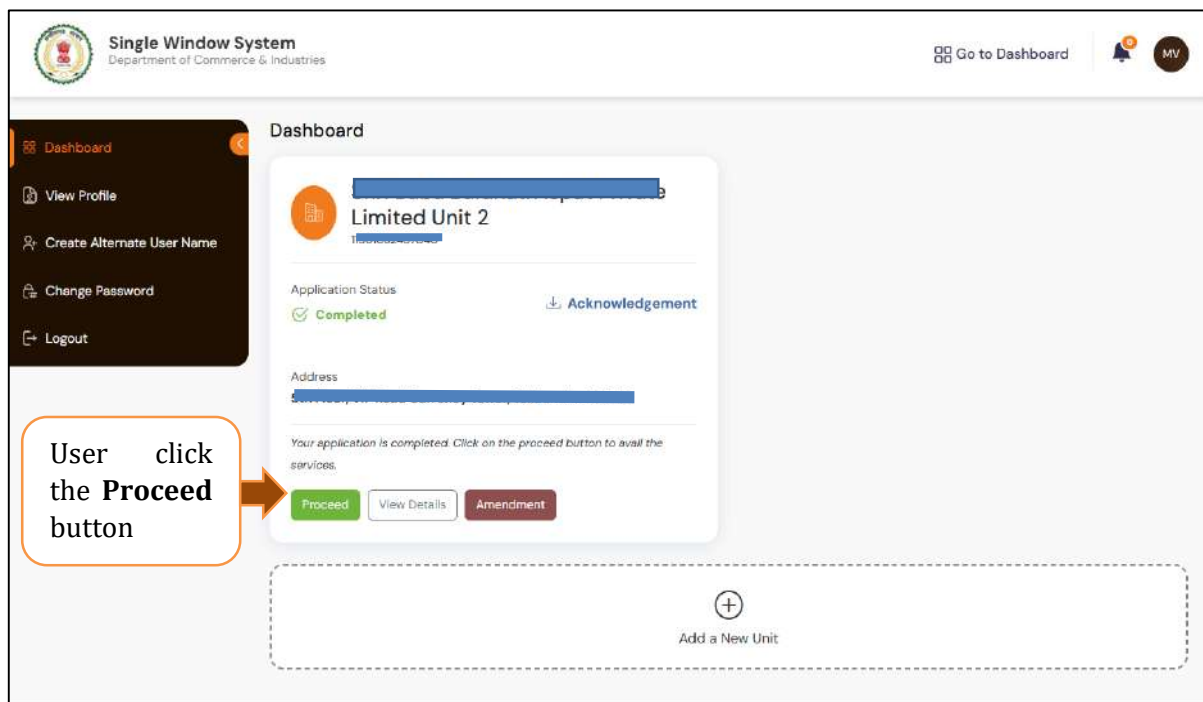 Single Window System
Department of Commerce & Industries
Go to Dashboard
0
MV
Dashboard
View Profile
Create Alternate User Name
Change Password
Logout
Dashboard
Limited Unit 2
Application Status
Completed
Acknowledgement
Address
Your application is completed. Click on the proceed button to avail the
services.
Proceed
View Details
Amendment
User click
the Proceed
button
Add a New Unit